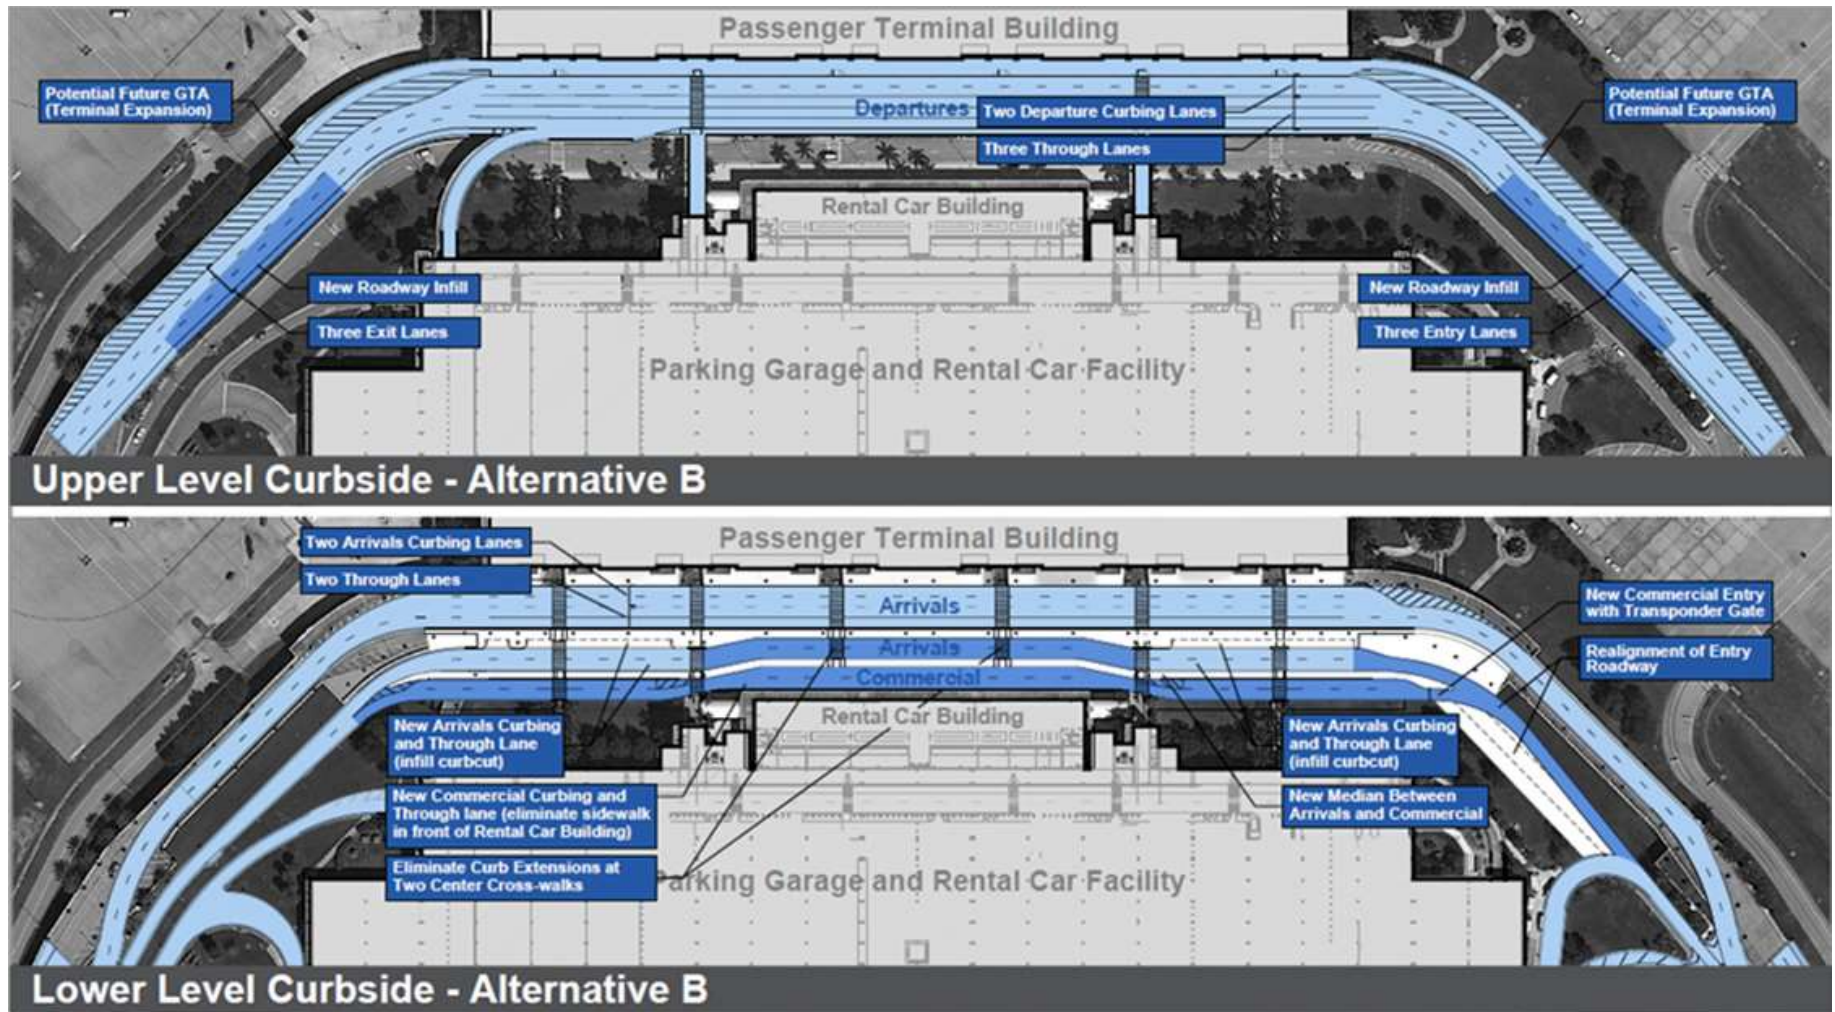 Passenger Terminal Building
Potential Future GTA
(Terminal Expansion)
Potential Future GTA
(Terminal Expansion)
Departures
Two Departure Curbing Lanes
Three Through Lanes
Rental Car Building
New Roadway Infill
New Roadway Infill
Three Exit Lanes
Three Entry Lanes
Parking Garage and Rental Car Facility
Upper Level Curbside - Alternative B
Passenger Terminal Building
Two Arrivals Curbing Lanes
Two Through Lanes
Arrivals
New Commercial Entry
with Transponder Gate
Arrivals
Realignment of Entry
Roadway
Commercial
Rental Car Building
New Arrivals Curbing
and Through Lane
(infill curbcut)
New Arrivals Curbing
and Through Lane
(infill curbcut)
New Commercial Curbing and
Through lane (eliminate sidewalk
in front of Rental Car Building)
New Median Between
Arrivals and Commercial
Eliminate Curb Extensions at
Two Center Cross-walks
Parking Garage and Rental Car Facility
Lower Level Curbside - Alternative B